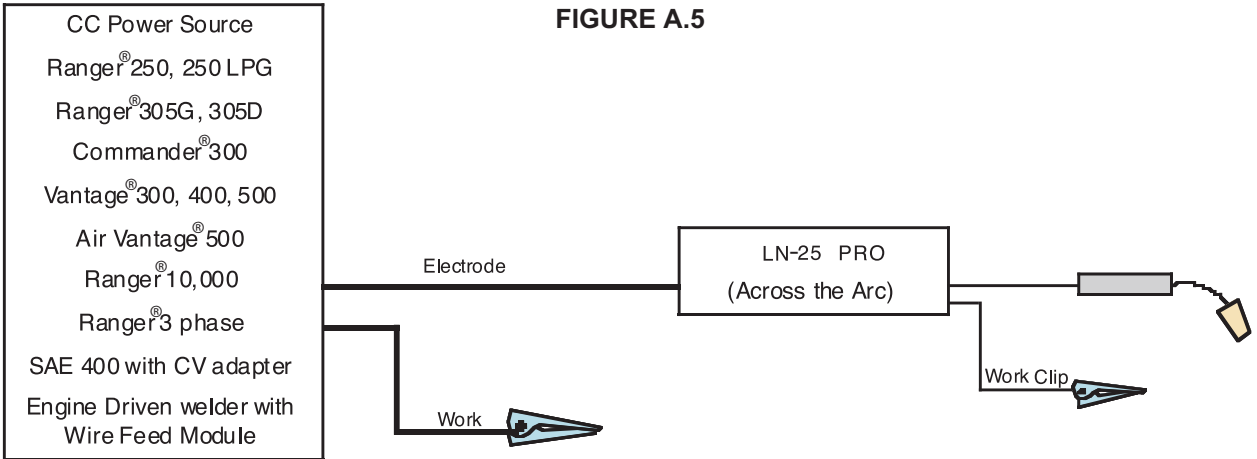 FIGURE A.5
CC Power Source
Ranger® 250, 250 LPG
Ranger® 305G, 305D
Commander® 300
Vantage® 300, 400, 500
Air Vantage® 500
Ranger® 10,000
Ranger® 3 phase
SAE 400 with CV adapter
Engine Driven welder with
Wire Feed Module
Electrode
Work
LN-25 PRO
(Across the Arc)
Work Clip